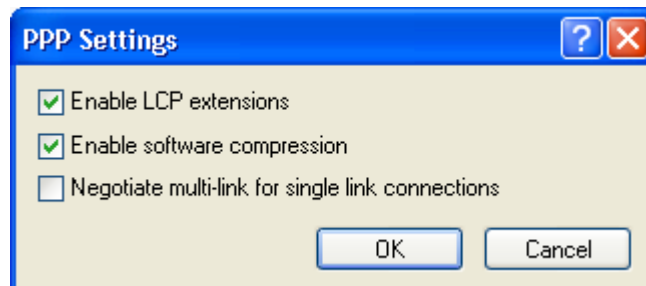 PPP Settings
?
Enable LCP extensions
Enable software compression
Negotiate multi-link for single link connections
OK Cancel